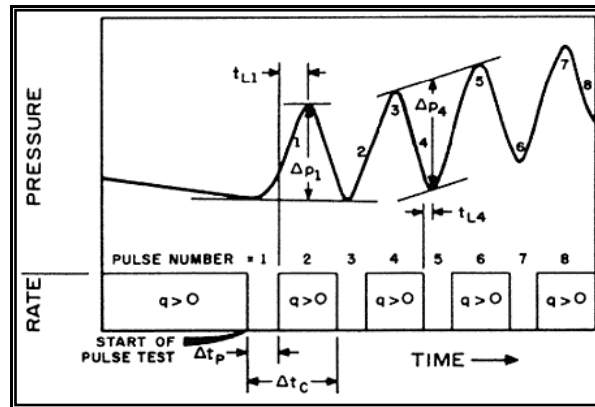 PRESSURE
t_L1
1
Δp_1
2
3
4
Δp_4
5
t_L4
6
7
8
PULSE NUMBER = 1 2 3 4 5 6 7 8
RATE
q > 0 q > 0 q > 0 q > 0 q > 0
START OF
PULSE TEST
Δt_P
Δt_C
TIME